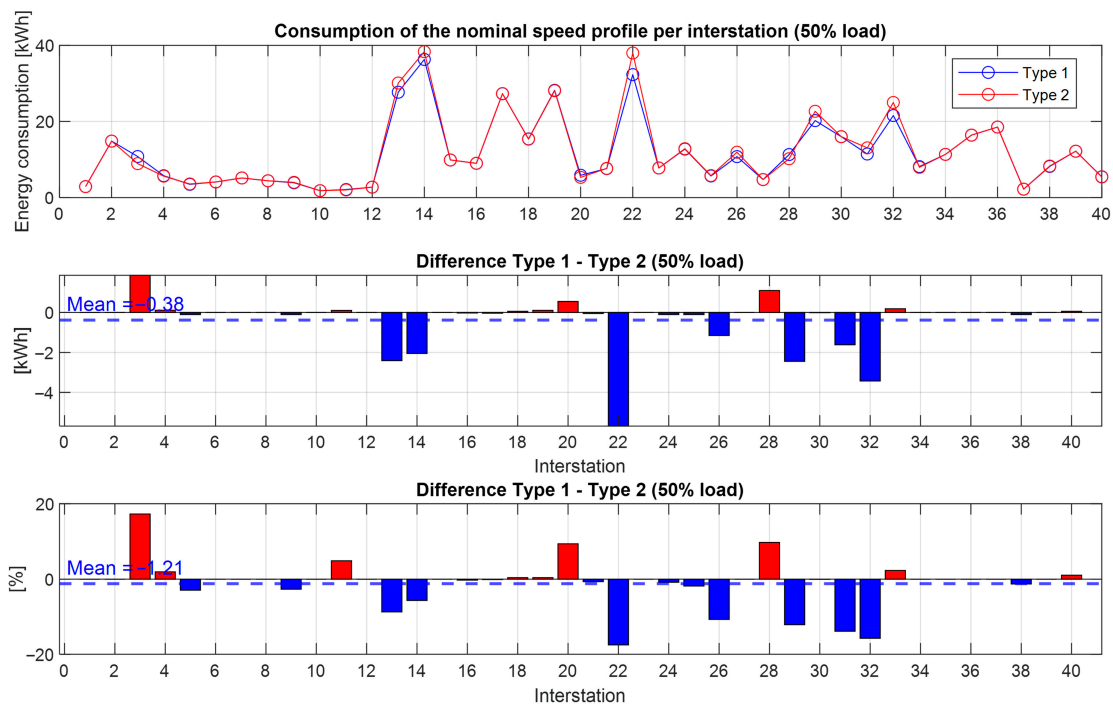 Consumption of the nominal speed profile per interstation (50% load)
Energy consumption [kWh]
40
20
0
Type 1
Type 2
0 2 4 6 8 10 12 14 16 18 20 22 24 26 28 30 32 34 36 38 40
Difference Type 1 - Type 2 (50% load)
[kWh]
0
−2
−4
Mean = −0.38
0 2 4 6 8 10 12 14 16 18 20 22 24 26 28 30 32 34 36 38 40
Interstation
Difference Type 1 - Type 2 (50% load)
[%]
20
0
−20
Mean = −1.21
0 2 4 6 8 10 12 14 16 18 20 22 24 26 28 30 32 34 36 38 40
Interstation